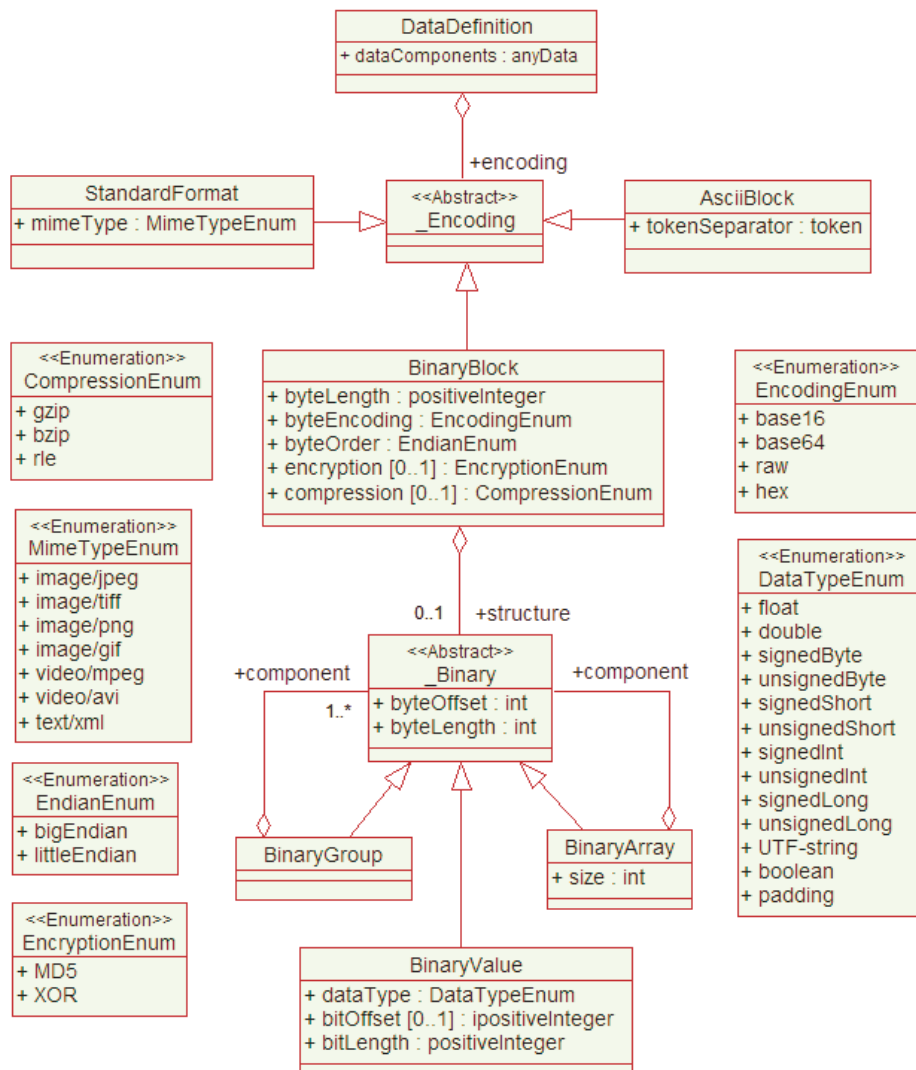 DataDefinition
+ dataComponents : anyData
+encoding
StandardFormat
+ mimeType : MimeTypeEnum
<<Abstract>>
_Encoding
AsciiBlock
+ tokenSeparator : token
<<Enumeration>>
CompressionEnum
+ gzip
+ bzip
+ rle
BinaryBlock
+ byteLength : positiveInteger
+ byteEncoding : EncodingEnum
+ byteOrder : EndianEnum
+ encryption [0..1] : EncryptionEnum
+ compression [0..1] : CompressionEnum
<<Enumeration>>
EncodingEnum
+ base16
+ base64
+ raw
+ hex
<<Enumeration>>
MimeTypeEnum
+ image/jpeg
+ image/tiff
+ image/png
+ image/gif
+ video/mpeg
+ video/avi
+ text/xml
0..1
+structure
<<Abstract>>
_Binary
+ byteOffset : int
+ byteLength : int
+component
1..*
+component
<<Enumeration>>
DataTypeEnum
+ float
+ double
+ signedByte
+ unsignedByte
+ signedShort
+ unsignedShort
+ signedInt
+ unsignedInt
+ signedLong
+ unsignedLong
+ UTF-string
+ boolean
+ padding
<<Enumeration>>
EndianEnum
+ bigEndian
+ littleEndian
BinaryGroup
BinaryArray
+ size : int
<<Enumeration>>
EncryptionEnum
+ MD5
+ XOR
BinaryValue
+ dataType : DataTypeEnum
+ bitOffset [0..1] : ipositiveInteger
+ bitLength : positiveInteger